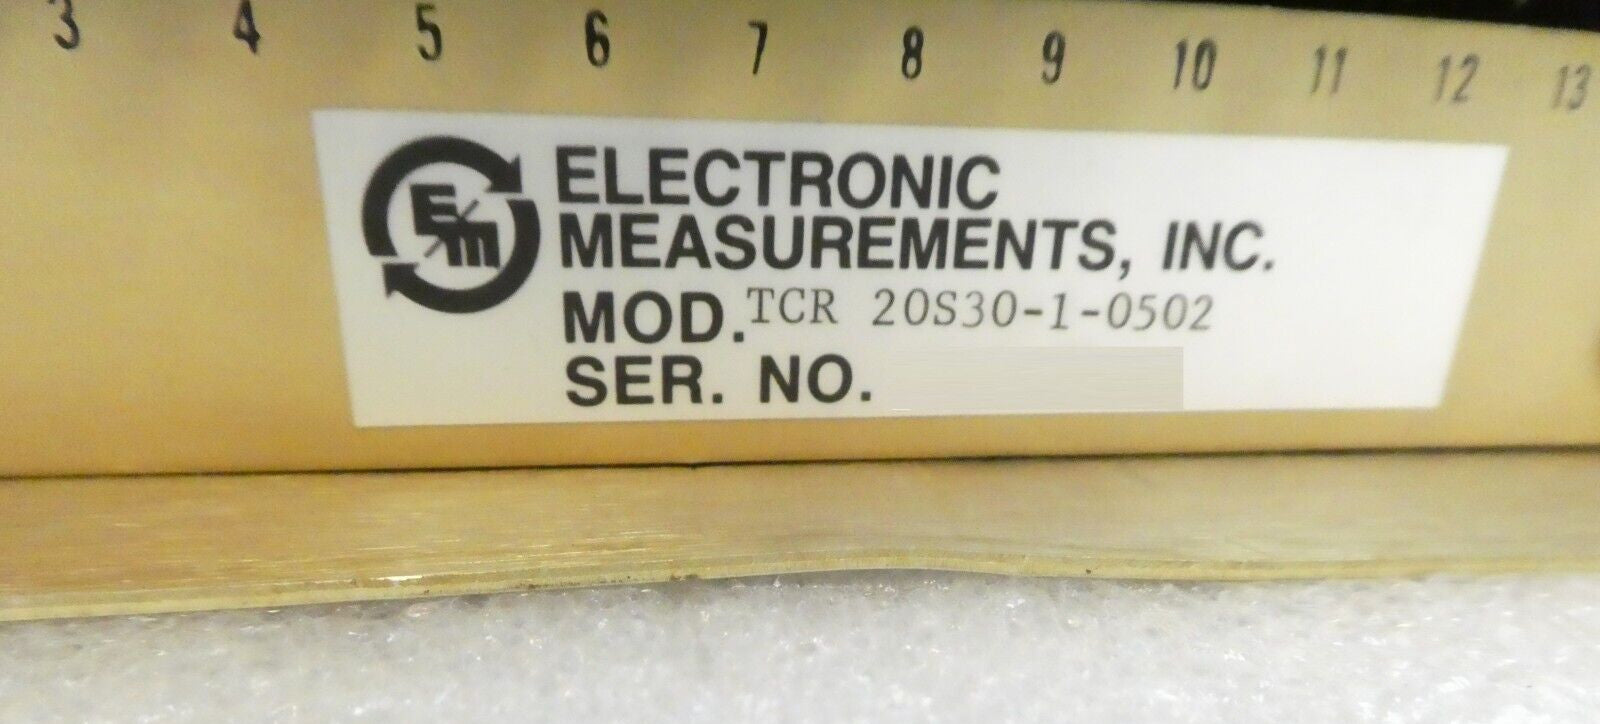 3 4 5 6 7 8 9 10 11 12 13
Em
ELECTRONIC
MEASUREMENTS, INC.
MOD. TCR 20S30-1-0502
SER. NO.